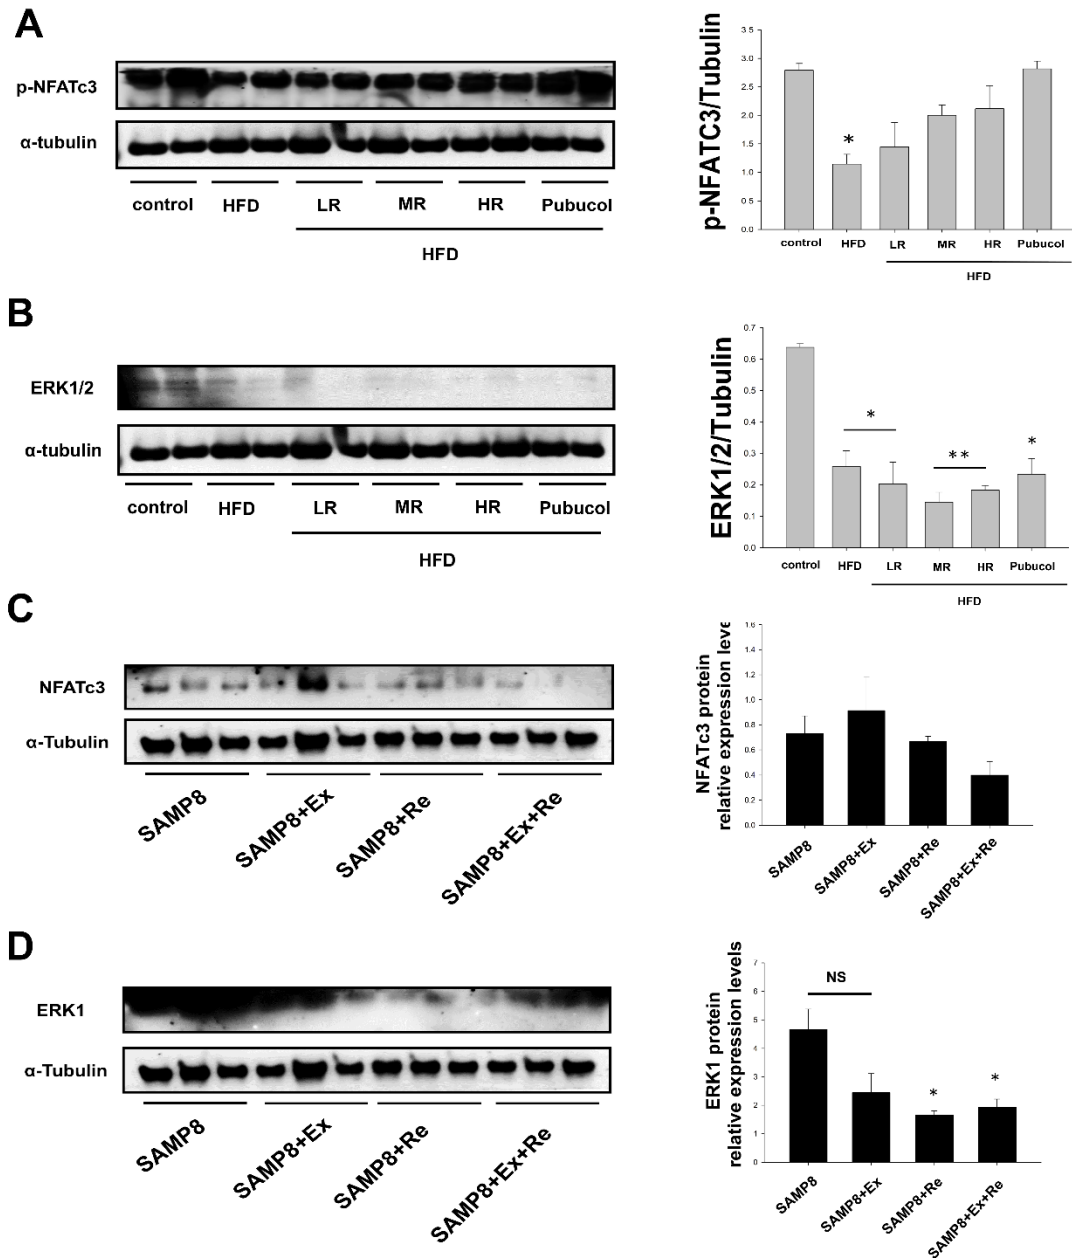 A
p-NFATc3
α-tubulin
control HFD LR MR HR Pubucol
HFD
p-NFATC3/Tubulin
3.5
3.0
2.5
2.0
1.5
1.0
0.5
0.0
*
control HFD LR MR HR Pubucol
HFD
B
ERK1/2
α-tubulin
control HFD LR MR HR Pubucol
HFD
ERK1/2/Tubulin
0.7
0.6
0.5
0.4
0.3
0.2
0.1
0.0
* ** *
control HFD LR MR HR Pubucol
HFD
C
NFATc3
α-Tubulin
SAMP8 SAMP8+Ex SAMP8+Re SAMP8+Ex+Re
NFATc3 protein
relative expression leve
1.6
1.4
1.2
1.0
0.8
0.6
0.4
0.2
0.0
SAMP8 SAMP8+Ex SAMP8+Re SAMP8+Ex+Re
D
ERK1
α-Tubulin
SAMP8 SAMP8+Ex SAMP8+Re SAMP8+Ex+Re
ERK1 protein
relative expression levels
7
6
5
4
3
2
1
0
NS
* *
SAMP8 SAMP8+Ex SAMP8+Re SAMP8+Ex+Re